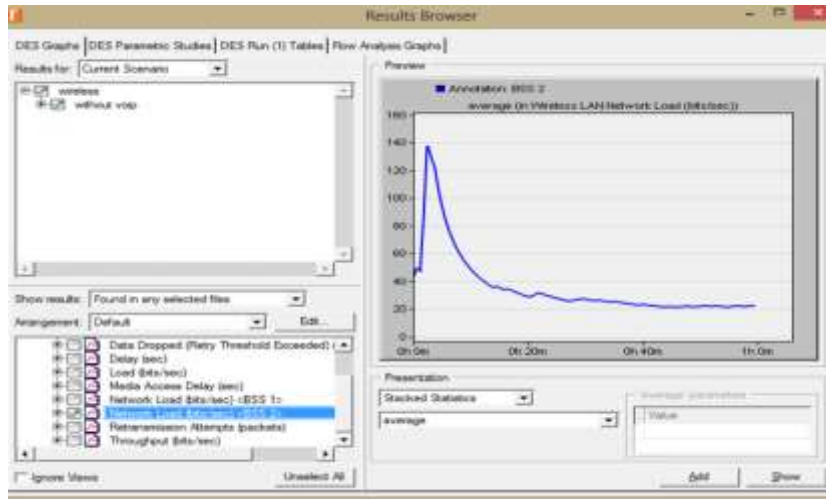 Results Browser
DES Graphs DES Parametric Studies DES Run (1) Tables Flow Analysis Graphs
Results for: Current Scenario
wireless
without voip
Show results: Found in any selected files
Arrangement: Default Edit...
Data Dropped (Retry Threshold Exceeded) (
Delay (sec)
Load (bits/sec)
Media Access Delay (sec)
Network Load (bits/sec) <BSS 1>
Network Load (bits/sec) <BSS 2>
Retransmission Attempts (packets)
Throughput (bits/sec)
Ignore Views Unselect All
Preview
Annotation: BSS 2
average (in Wireless LAN.Network Load (bits/sec))
160
140
120
100
80
60
40
20
0
0h 0m 0h 20m 0h 40m 1h 0m
Presentation
Stacked Statistics
average
Value
Add Show